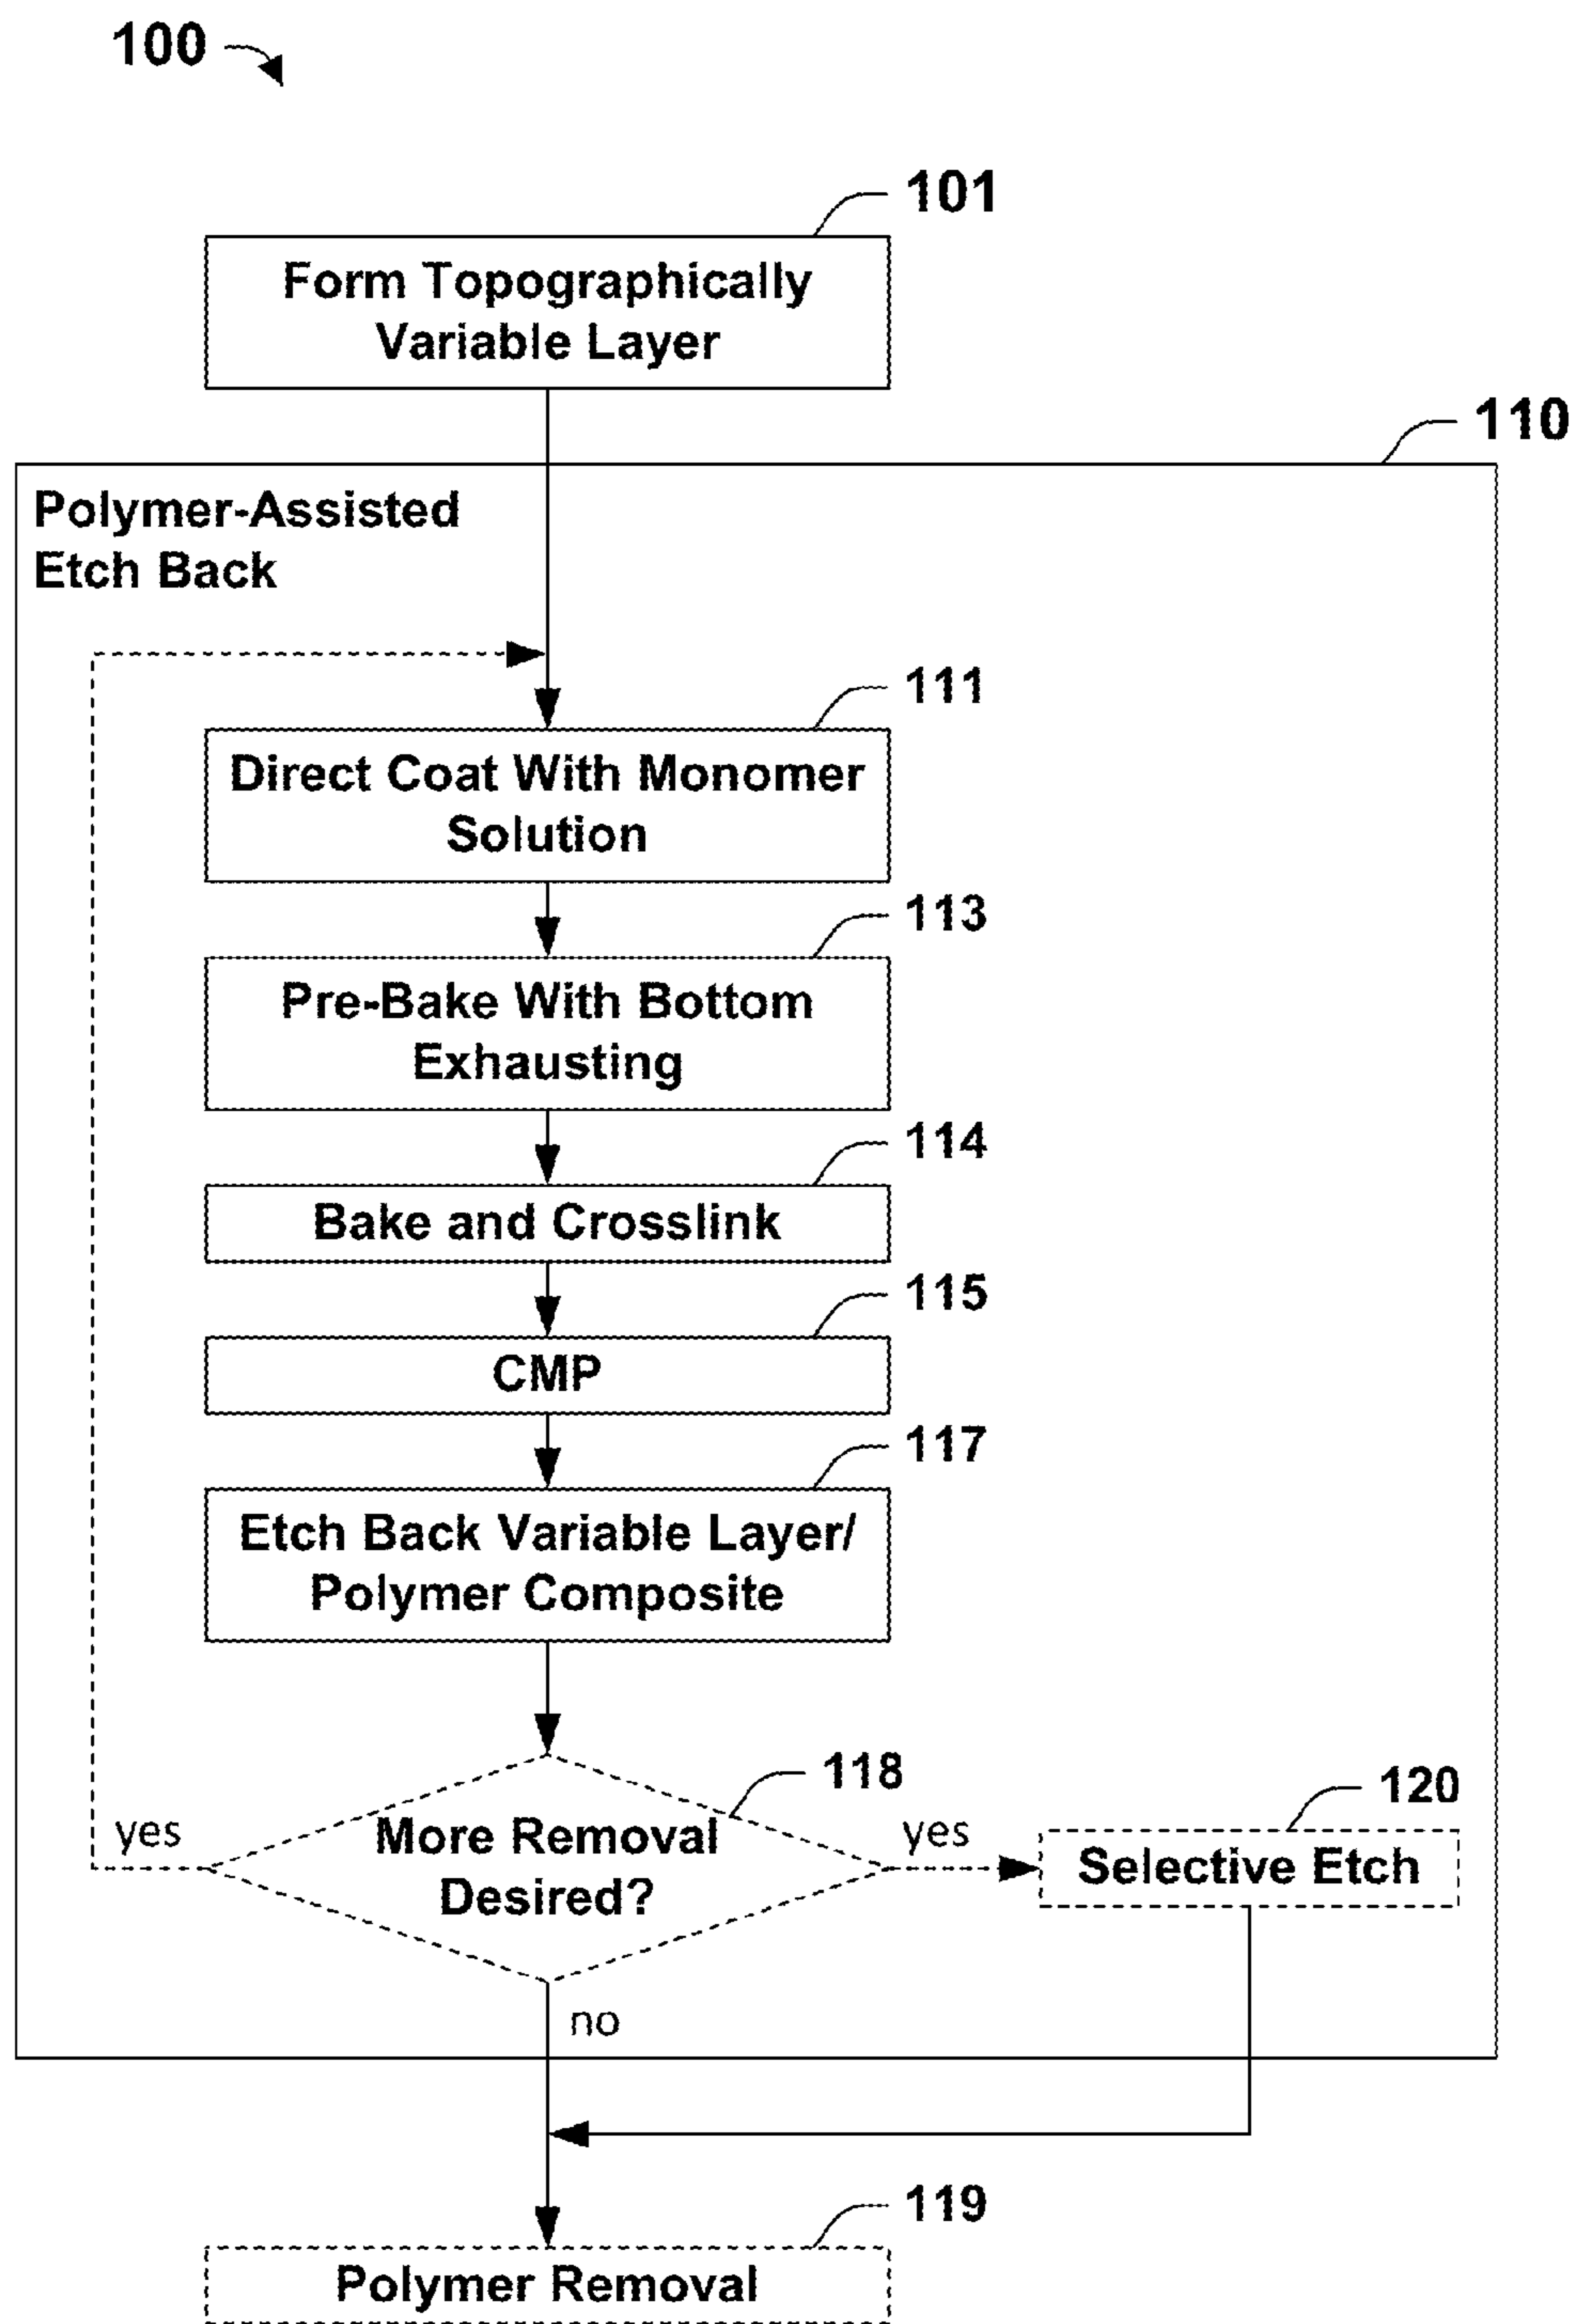 100
101
Form Topographically
Variable Layer
110
Polymer-Assisted
Etch Back
111
Direct Coat With Monomer
Solution
113
Pre-Bake With Bottom
Exhausting
114
Bake and Crosslink
115
CMP
117
Etch Back Variable Layer/
Polymer Composite
118
More Removal
Desired?
yes
yes
120
Selective Etch
no
119
Polymer Removal